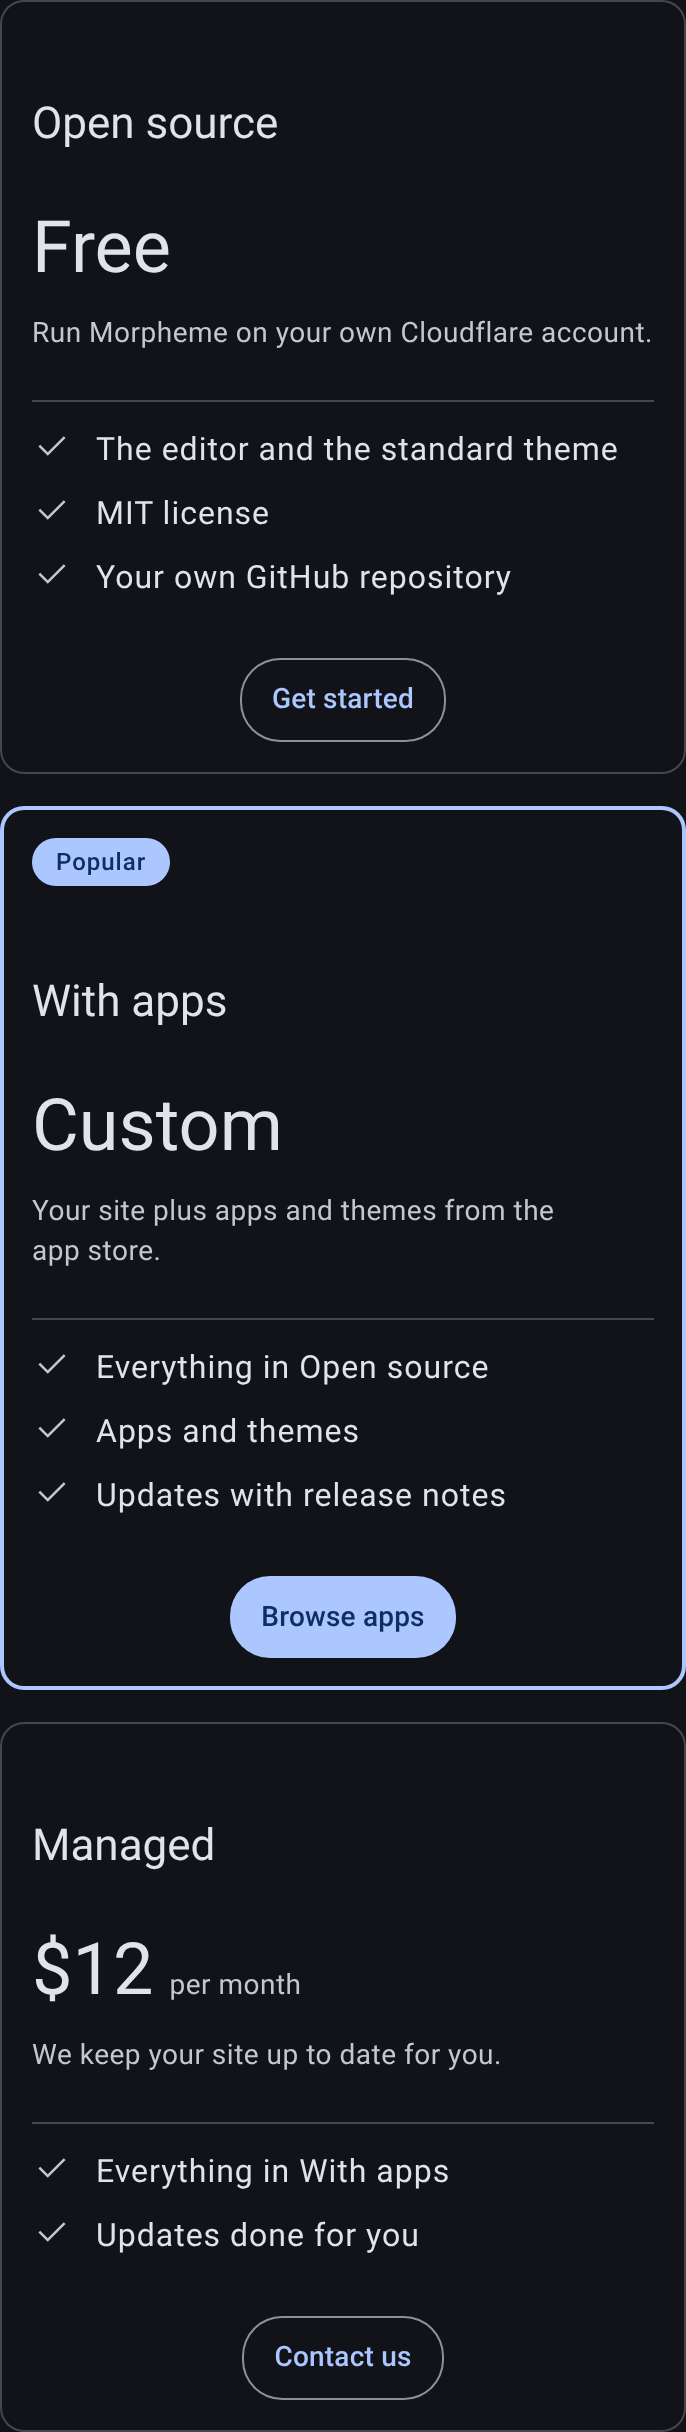 Open source
Free
Run Morpheme on your own Cloudflare account.
The editor and the standard theme
MIT license
Your own GitHub repository
Get started
Popular
With apps
Custom
Your site plus apps and themes from the
app store.
Everything in Open source
Apps and themes
Updates with release notes
Browse apps
Managed
$12 per month
We keep your site up to date for you.
Everything in With apps
Updates done for you
Contact us